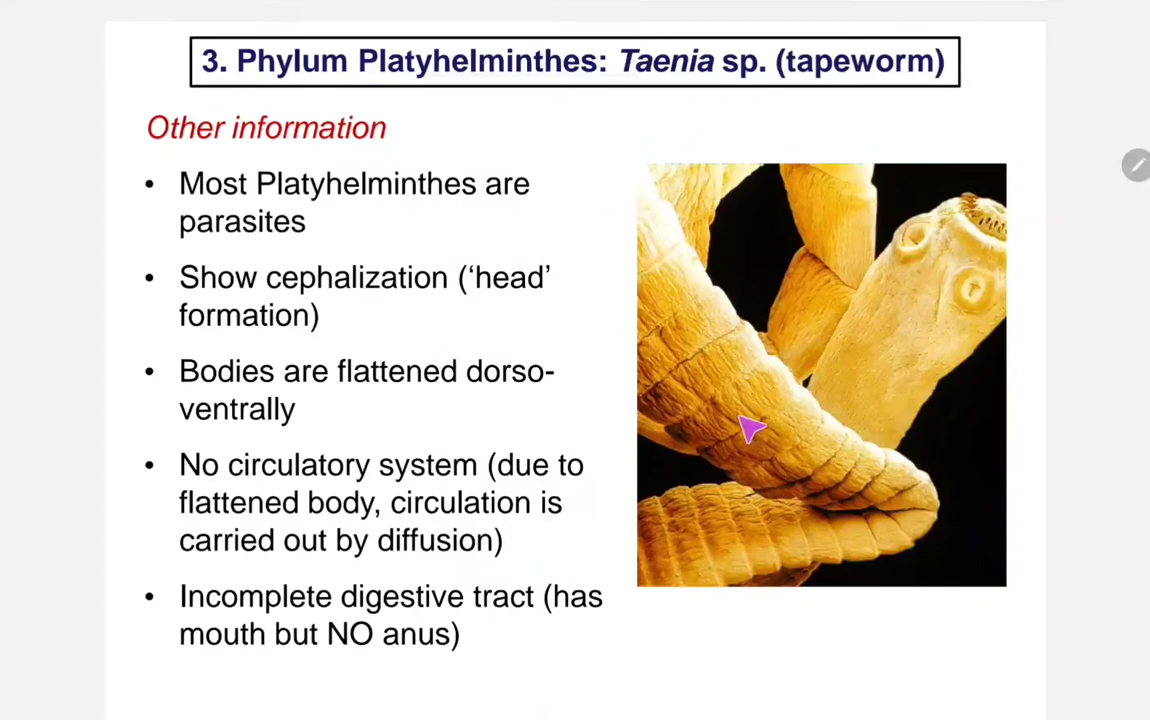 3. Phylum Platyhelminthes: Taenia sp. (tapeworm)
Other information
• Most Platyhelminthes are
parasites
• Show cephalization (‘head’
formation)
• Bodies are flattened dorso-
ventrally
• No circulatory system (due to
flattened body, circulation is
carried out by diffusion)
• Incomplete digestive tract (has
mouth but NO anus)